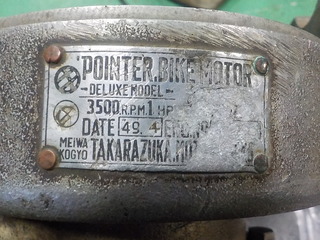 POINTER.BIKE MOTOR
-DELUXE MODEL-
3500 R.P.M. 1 HP
DATE 49.4
MEIWA KOGYO TAKARAZUKA.